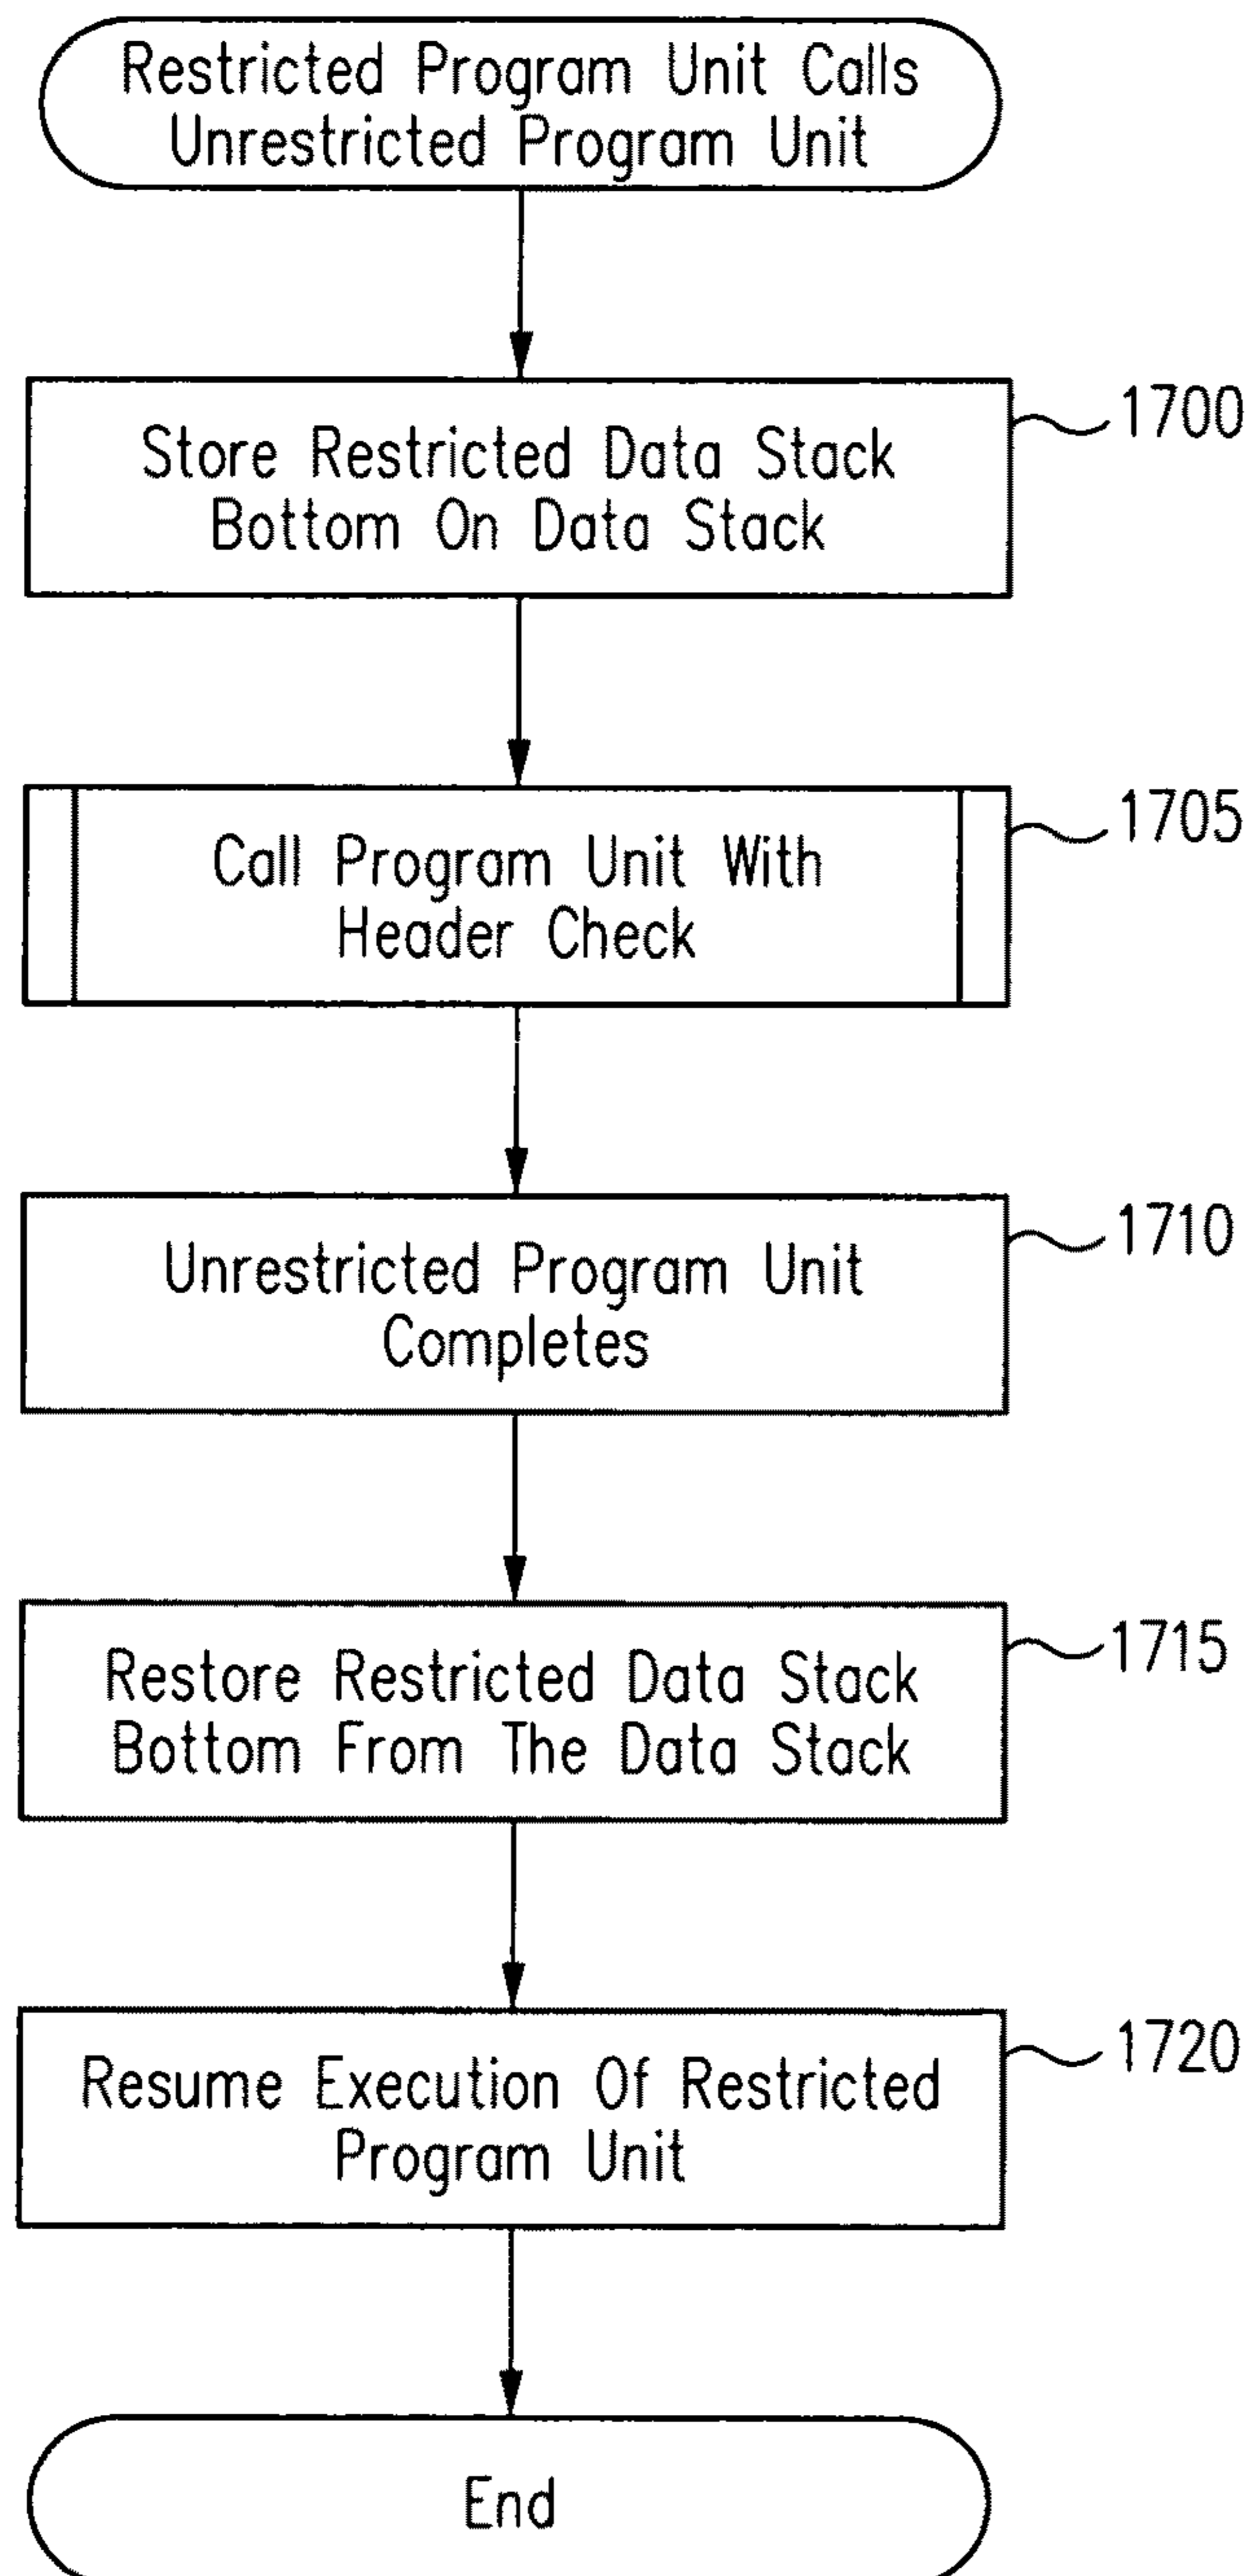 Restricted Program Unit Calls
Unrestricted Program Unit
Store Restricted Data Stack
Bottom On Data Stack
1700
Call Program Unit With
Header Check
1705
Unrestricted Program Unit
Completes
1710
Restore Restricted Data Stack
Bottom From The Data Stack
1715
Resume Execution Of Restricted
Program Unit
1720
End